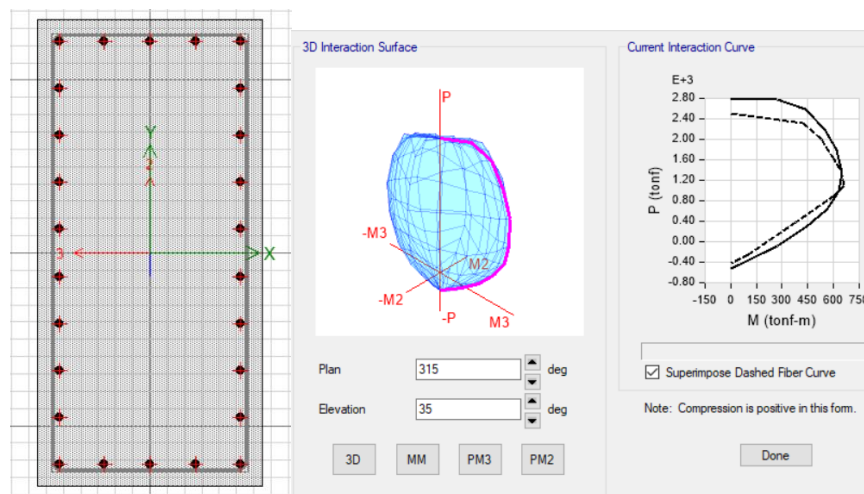 Y
2
3
X
3D Interaction Surface
P
-M3
M2
-M2
M3
-P
Plan 315 deg
Elevation 35 deg
3D MM PM3 PM2
Current Interaction Curve
E+3
2.80
2.40
2.00
1.60
1.20
0.80
0.40
0.00
-0.40
-0.80
P (tonf)
-150 0 150 300 450 600 750
M (tonf-m)
Superimpose Dashed Fiber Curve
Note: Compression is positive in this form.
Done